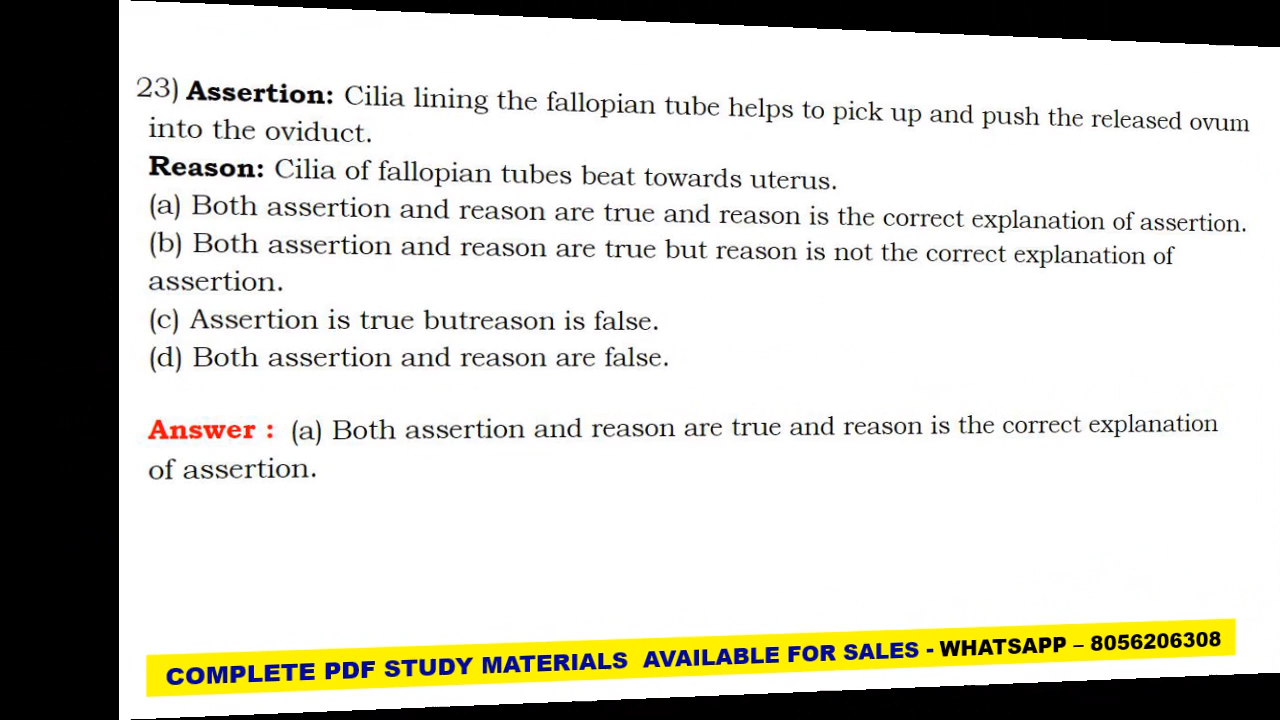 23) Assertion: Cilia lining the fallopian tube helps to pick up and push the released ovum
into the oviduct.
Reason: Cilia of fallopian tubes beat towards uterus.
(a) Both assertion and reason are true and reason is the correct explanation of assertion.
(b) Both assertion and reason are true but reason is not the correct explanation of
assertion.
(c) Assertion is true butreason is false.
(d) Both assertion and reason are false.
Answer : (a) Both assertion and reason are true and reason is the correct explanation
of assertion.
COMPLETE PDF STUDY MATERIALS AVAILABLE FOR SALES - WHATSAPP – 8056206308